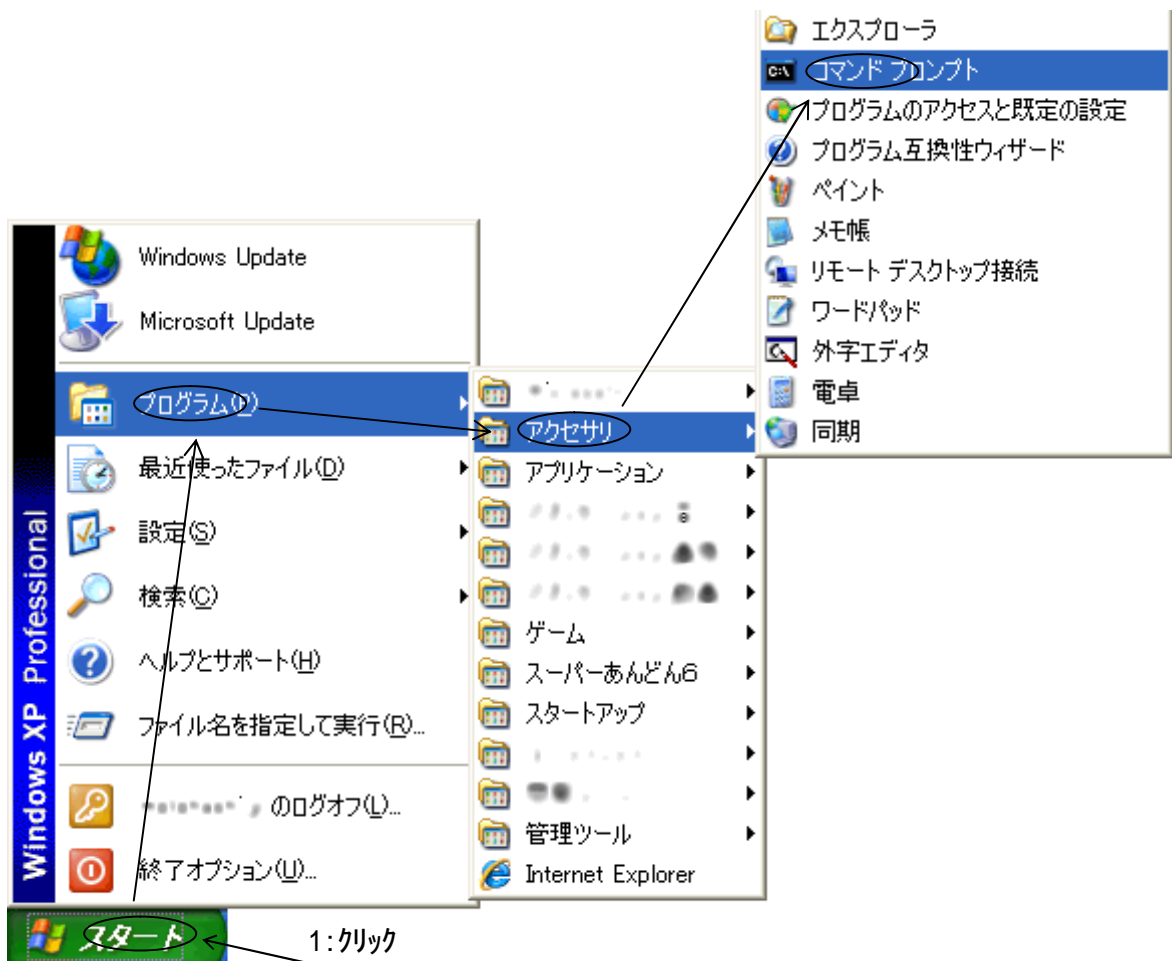 エクスプローラ
コマンド プロンプト
プログラムのアクセスと既定の設定
プログラム互換性ウィザード
ペイント
メモ帳
リモート デスクトップ接続
ワードパッド
外字エディタ
電卓
同期
Windows Update
Microsoft Update
プログラム(P)
最近使ったファイル(D)
設定(S)
検索(C)
ヘルプとサポート(H)
ファイル名を指定して実行(R)...
のログオフ(L)...
終了オプション(U)...
Windows XP Professional
アクセサリ
アプリケーション
ゲーム
スーパーあんどん6
スタートアップ
管理ツール
Internet Explorer
スタート
1:クリック